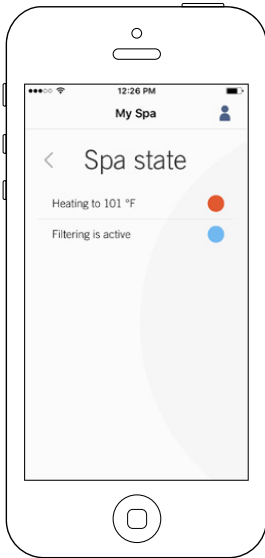 12:26 PM
My Spa
Spa state
Heating to 101 °F
Filtering is active